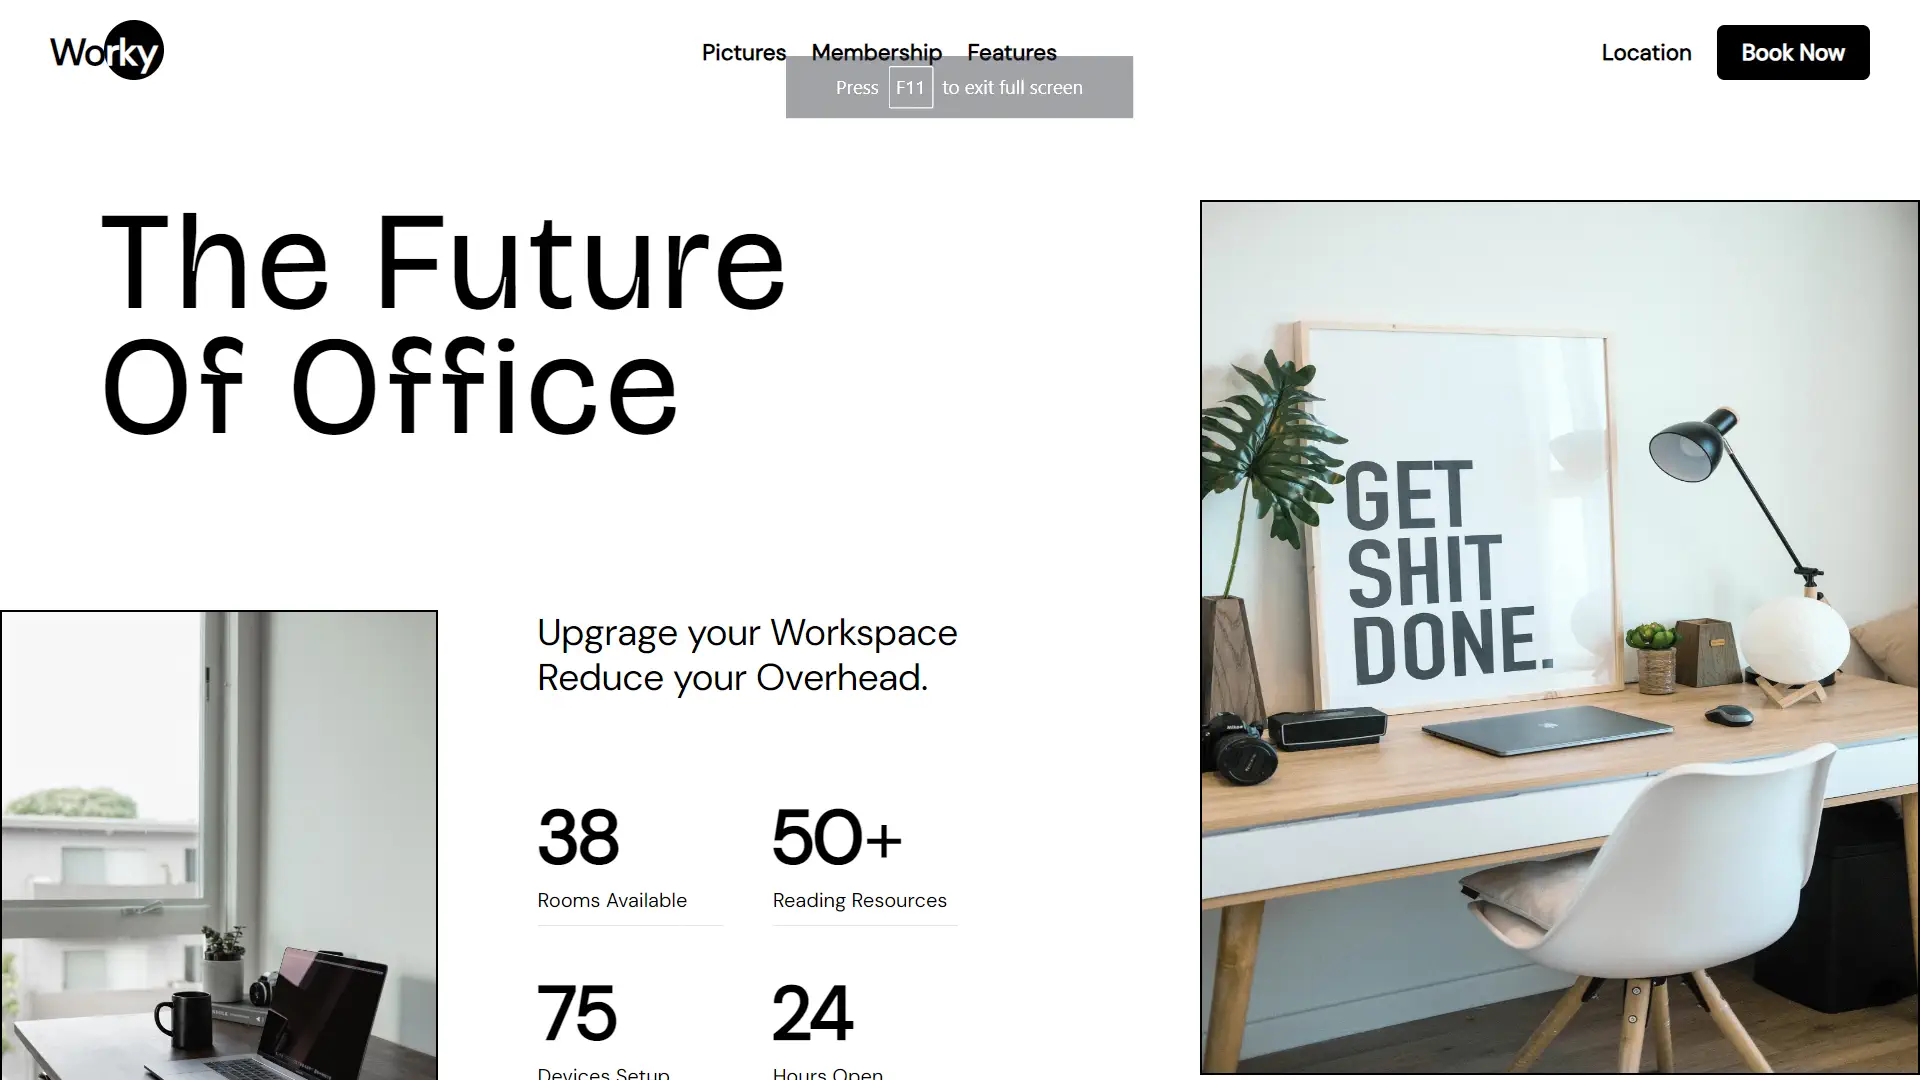 Worky
Pictures Membership Features
Location
Book Now
Press F11 to exit full screen
The Future
Of Office
GET
SHIT
DONE.
Upgrage your Workspace
Reduce your Overhead.
38
Rooms Available
50+
Reading Resources
75
Devices Setup
24
Hours Open